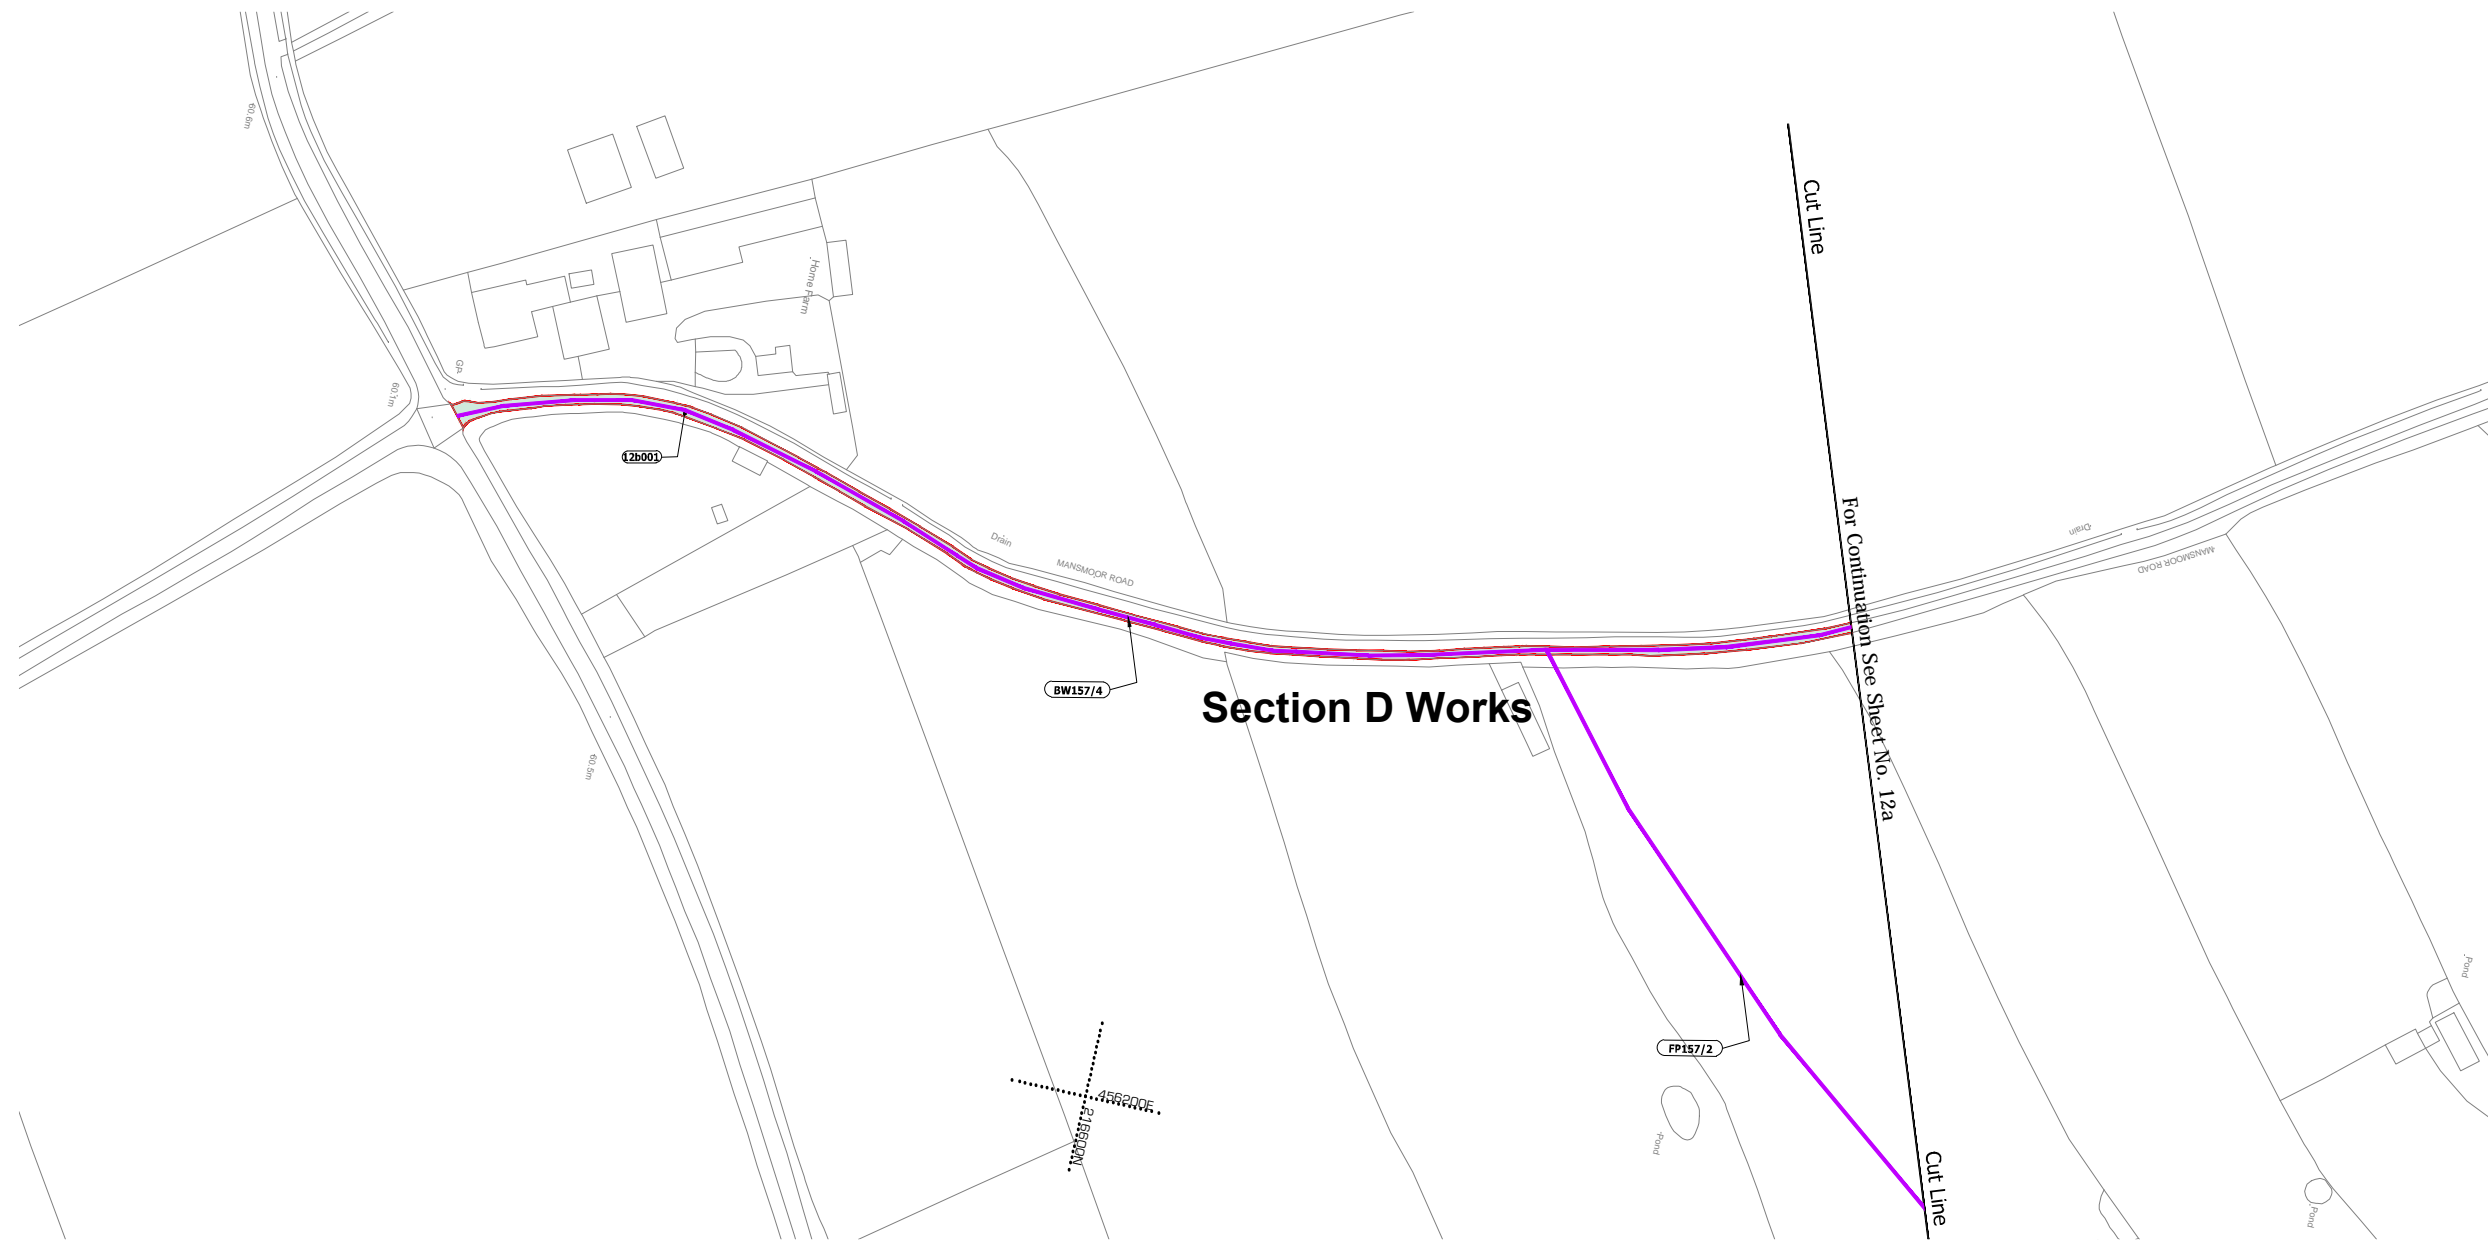 60.6m
Cut Line
Home Farm
GP
60.1m
12b001
For Continuation See Sheet No. 12a
Drain
MANSMOOR ROAD
Drain
MANSMOOR ROAD
BW157/4
Section D Works
60.5m
Pond
FP157/2
456200E
216600N
Pond
Cut Line
Pond